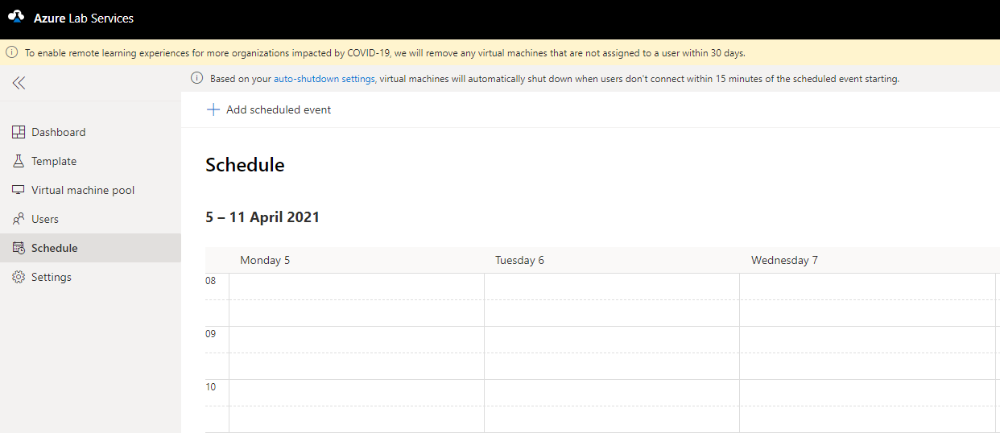 Azure Lab Services
To enable remote learning experiences for more organizations impacted by COVID-19, we will remove any virtual machines that are not assigned to a user within 30 days.
Based on your auto-shutdown settings, virtual machines will automatically shut down when users don't connect within 15 minutes of the scheduled event starting.
Add scheduled event
Dashboard
Template
Virtual machine pool
Users
Schedule
Settings
Schedule
5 – 11 April 2021
Monday 5 Tuesday 6 Wednesday 7
08
09
10